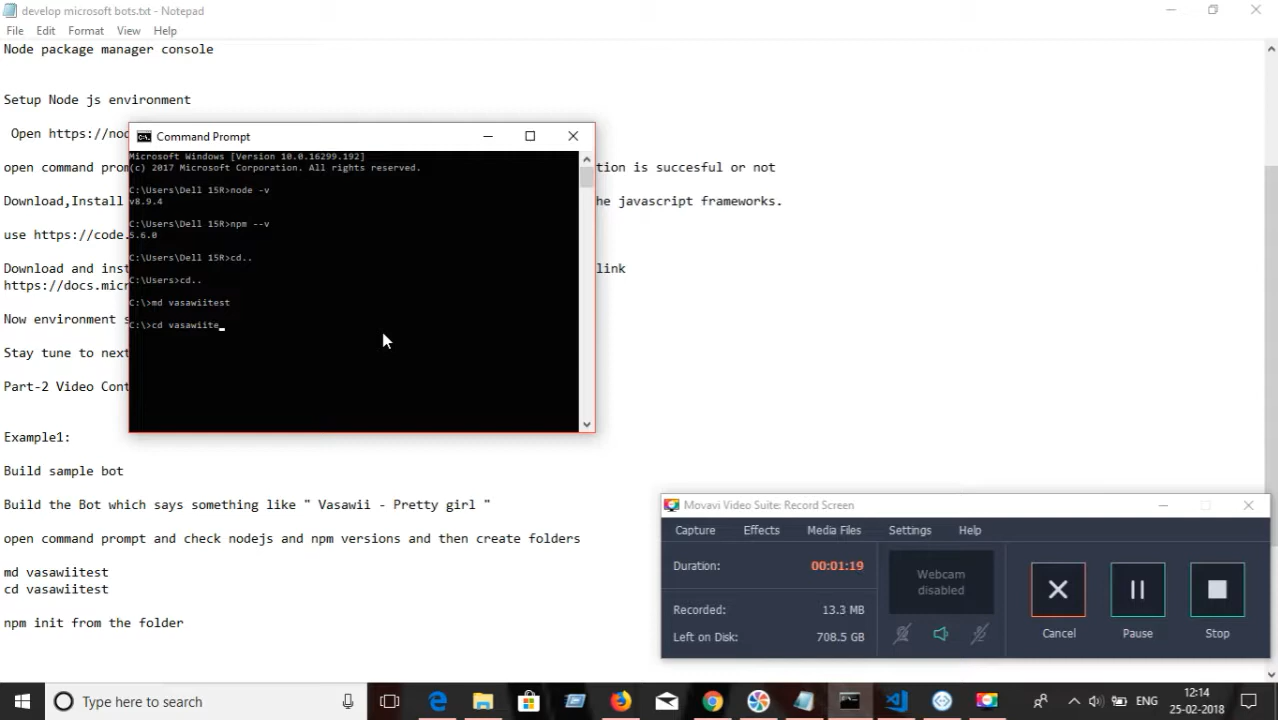 develop microsoft bots.txt - Notepad
File Edit Format View Help
Node package manager console
Setup Node js environment
Open https://no
open command prom
tion is succesful or not
Download,Install
he javascript frameworks.
use https://code.
Download and inst
link
https://docs.micr
Now environment s
Stay tune to next
Part-2 Video Cont
Example1:
Build sample bot
Build the Bot which says something like " Vasawii - Pretty girl "
open command prompt and check nodejs and npm versions and then create folders
md vasawiitest
cd vasawiitest
npm init from the folder
Command Prompt
Microsoft Windows [Version 10.0.16299.192]
(c) 2017 Microsoft Corporation. All rights reserved.
C:\Users\Dell 15R>node -v
v8.9.4
C:\Users\Dell 15R>npm --v
5.6.0
C:\Users\Dell 15R>cd..
C:\Users>cd..
C:\>md vasawiitest
C:\>cd vasawiite_
Movavi Video Suite: Record Screen
Capture Effects Media Files Settings Help
Duration: 00:01:19
Recorded: 13.3 MB
Left on Disk: 708.5 GB
Webcam
disabled
Cancel Pause Stop
Type here to search
ENG
12:14
25-02-2018